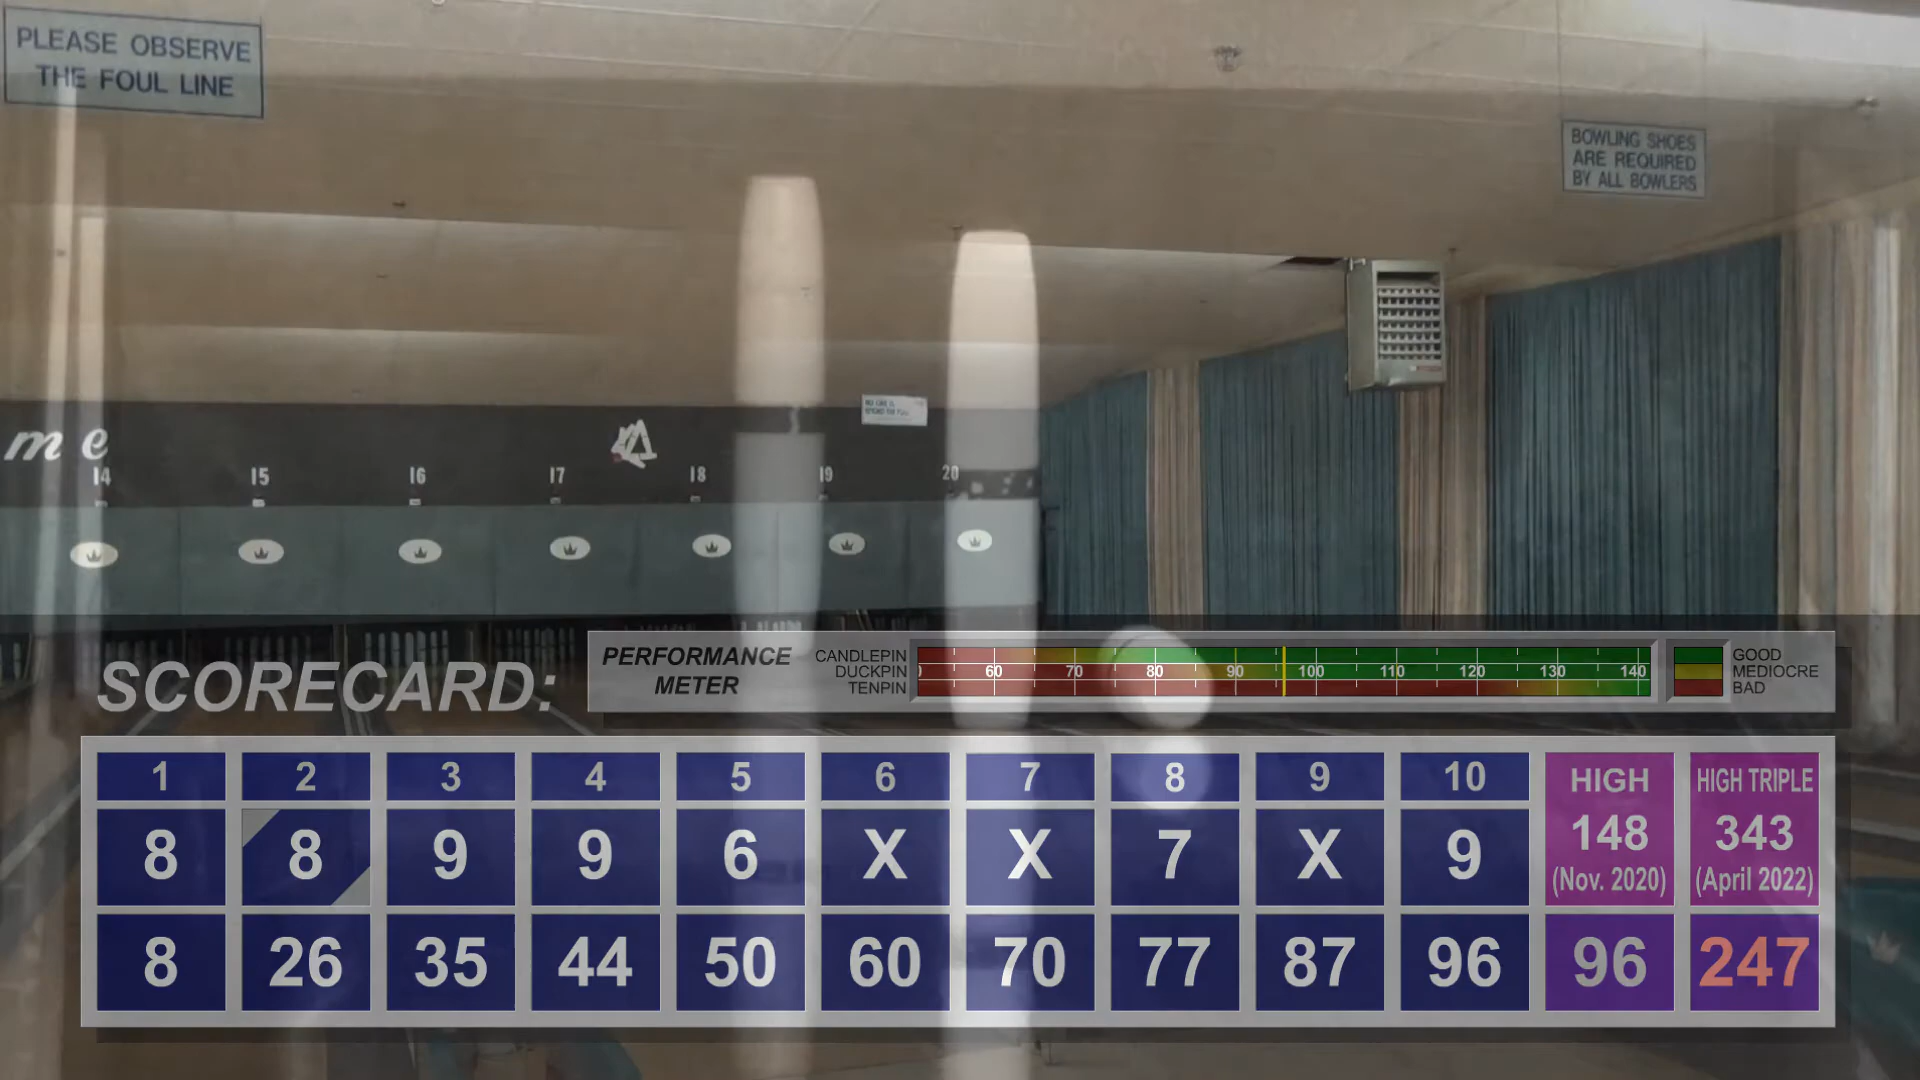 PLEASE OBSERVE
THE FOUL LINE
BOWLING SHOES
ARE REQUIRED
BY ALL BOWLERS
me
14 15 16 17 18 19 20
SCORECARD:
PERFORMANCE
METER
CANDLEPIN
DUCKPIN
TENPIN
60 70 80 90 100 110 120 130 140
GOOD
MEDIOCRE
BAD
1 2 3 4 5 6 7 8 9 10 HIGH HIGH TRIPLE
8 8 9 9 6 X X 7 X 9 148 343
(Nov. 2020) (April 2022)
8 26 35 44 50 60 70 77 87 96 96 247